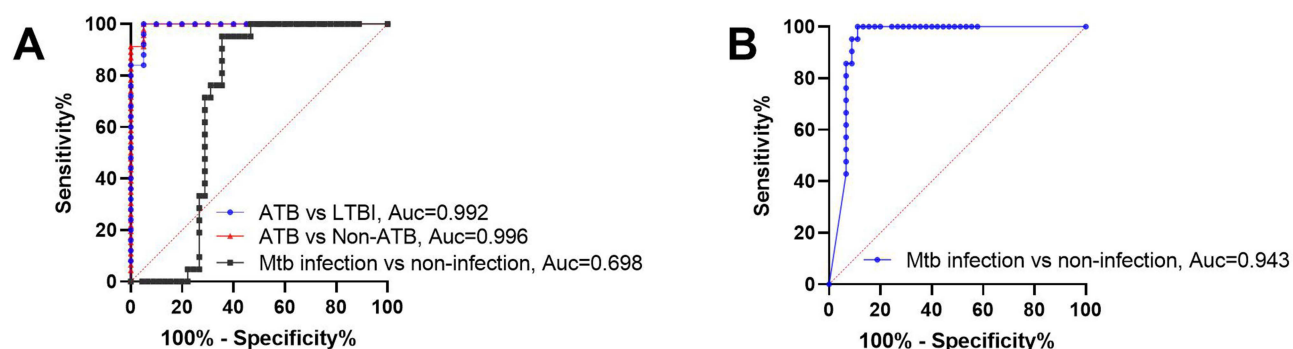 A
Sensitivity%
100
80
60
40
20
0
0 20 40 60 80 100
100% - Specificity%
ATB vs LTBI, Auc=0.992
ATB vs Non-ATB, Auc=0.996
Mtb infection vs non-infection, Auc=0.698
B
Sensitivity%
100
80
60
40
20
0
0 20 40 60 80 100
100% - Specificity%
Mtb infection vs non-infection, Auc=0.943